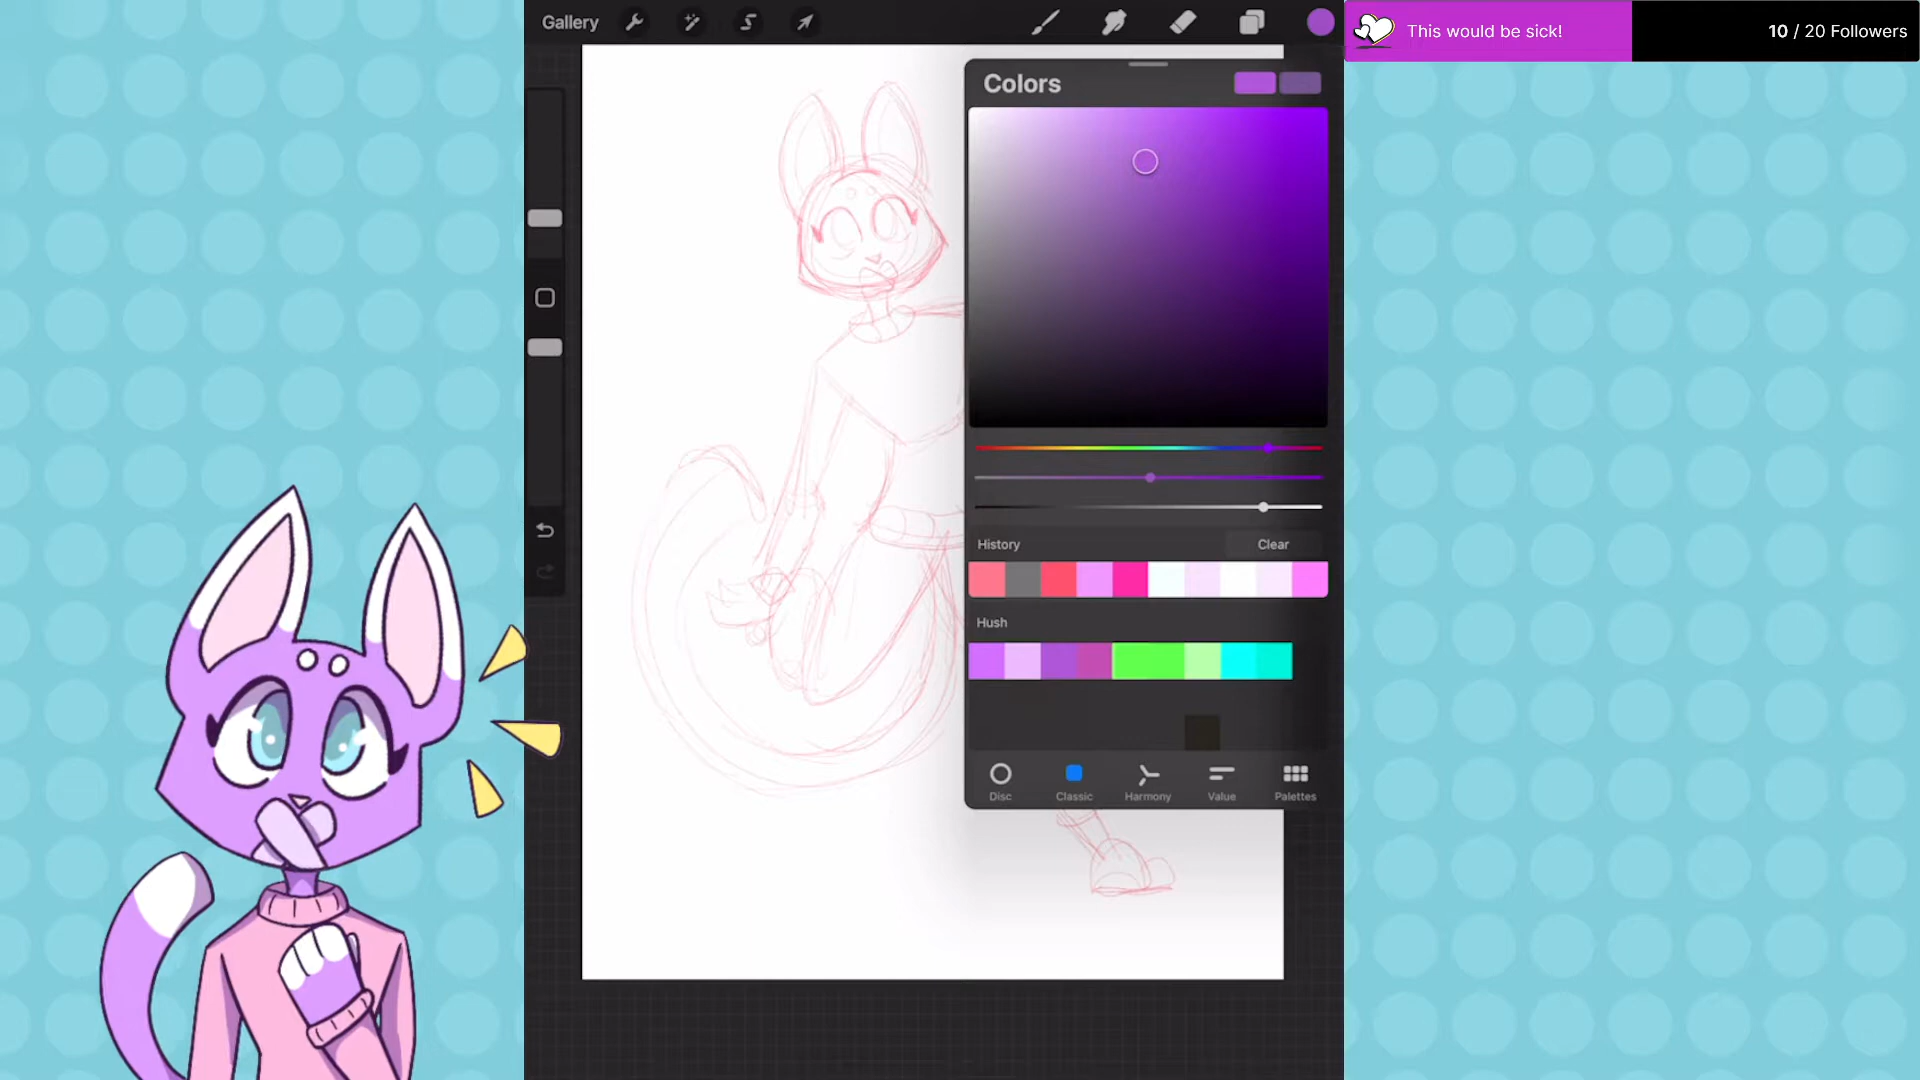 Gallery
This would be sick!
10 / 20 Followers
Colors
History
Clear
Hush
Disc
Classic
Harmony
Value
Palettes